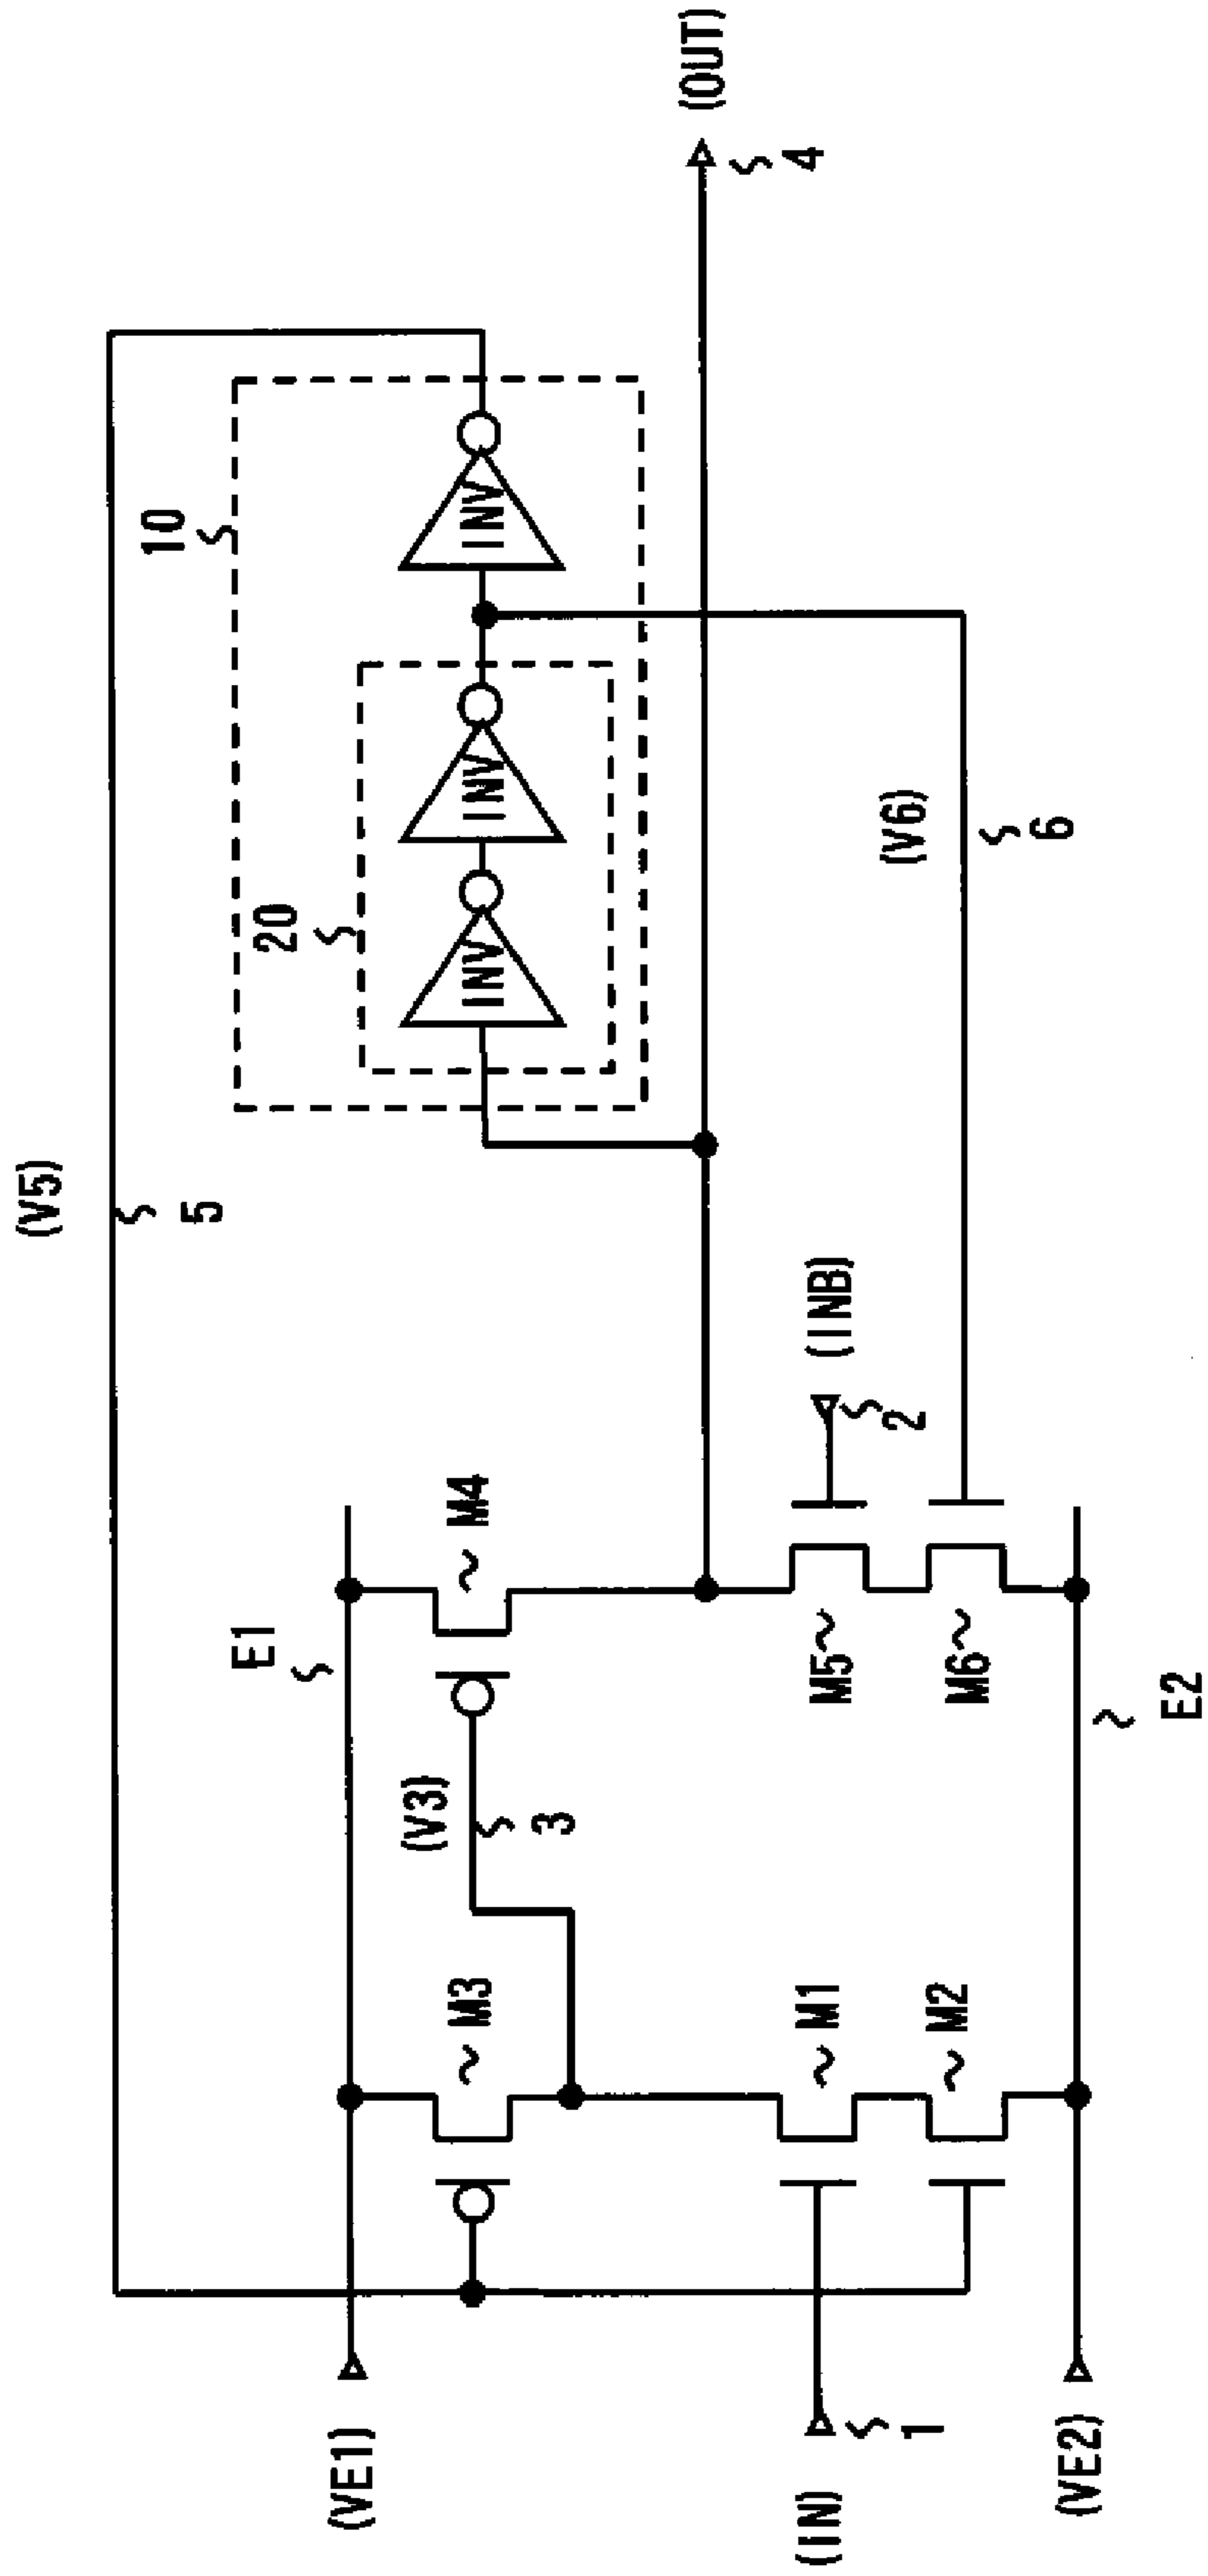 (V5)
5
10
20
INV
INV
INV
(OUT)
4
E1
M4
(INB)
2
(V6)
6
(VE1)
M3
(V3)
3
M5
M6
M1
M2
(IN)
1
(VE2)
E2